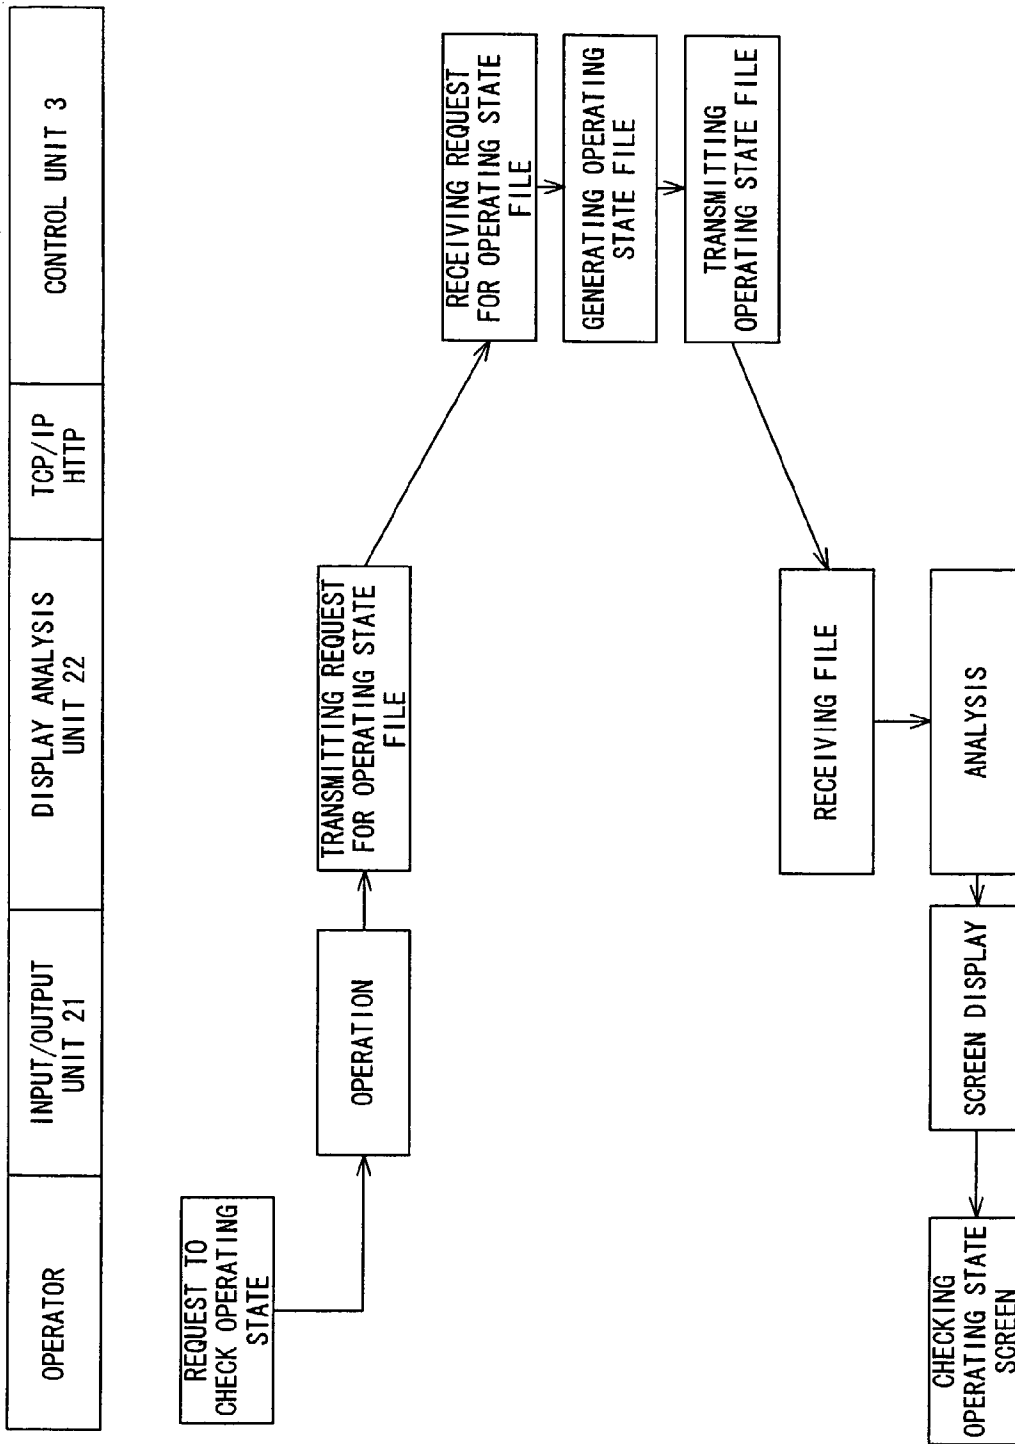 OPERATOR
INPUT/OUTPUT
UNIT 21
DISPLAY ANALYSIS
UNIT 22
TCP/IP
HTTP
CONTROL UNIT 3
REQUEST TO
CHECK OPERATING
STATE
OPERATION
TRANSMITTING REQUEST
FOR OPERATING STATE
FILE
RECEIVING REQUEST
FOR OPERATING STATE
FILE
GENERATING OPERATING
STATE FILE
TRANSMITTING
OPERATING STATE FILE
RECEIVING FILE
ANALYSIS
SCREEN DISPLAY
CHECKING
OPERATING STATE
SCREEN